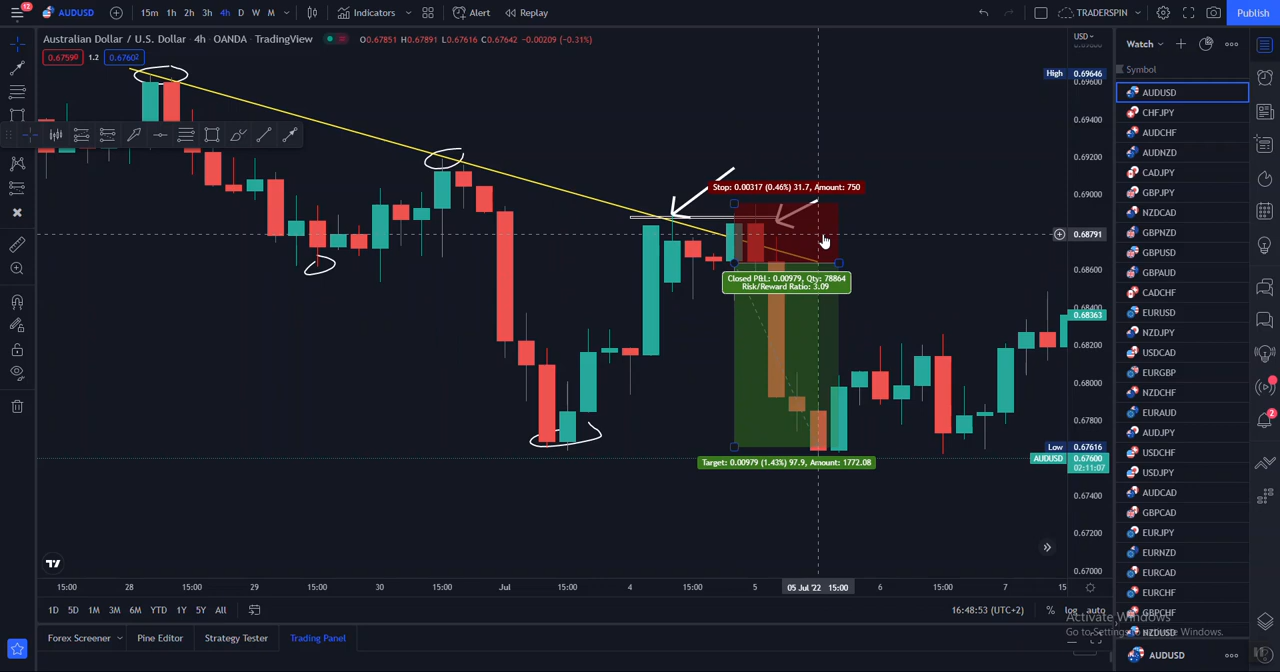 12
AUDUSD 15m 1h 2h 3h 4h D W M Indicators Alert Replay TRADERSPIN Publish
Australian Dollar / U.S. Dollar · 4h · OANDA · TradingView O0.67851 H0.67891 L0.67616 C0.67642 −0.00209 (−0.31%)
0.67590 1.2 0.67602
USD
Watch
Symbol
AUDUSD
CHFJPY
AUDCHF
AUDNZD
CADJPY
GBPJPY
NZDCAD
GBPNZD
GBPUSD
GBPAUD
CADCHF
EURUSD
NZDJPY
USDCAD
EURGBP
NZDCHF
EURAUD
AUDJPY
USDCHF
USDJPY
AUDCAD
GBPCAD
EURJPY
EURNZD
EURCAD
EURCHF
GBPCHF
NZDUSD
AUDUSD
2
High 0.69646
0.69600
0.69400
0.69200
0.69000
0.68791
0.68600
0.68400
0.68363
0.68200
0.68000
0.67800
Low 0.67616
AUDUSD 0.67600
02:11:07
0.67400
0.67200
0.67000
Stop: 0.00317 (0.46%) 31.7, Amount: 750
Closed P&L: 0.00979, Qty: 78864
Risk/Reward Ratio: 3.09
Target: 0.00979 (1.43%) 97.9, Amount: 1772.08
15:00 28 15:00 29 15:00 30 15:00 Jul 15:00 4 15:00 5 05 Jul '22 15:00 6 15:00 7 15
1D 5D 1M 3M 6M YTD 1Y 5Y All 16:48:53 (UTC+2) % log auto
Forex Screener Pine Editor Strategy Tester Trading Panel
Activate Windows
Go to Settings to activate Windows.